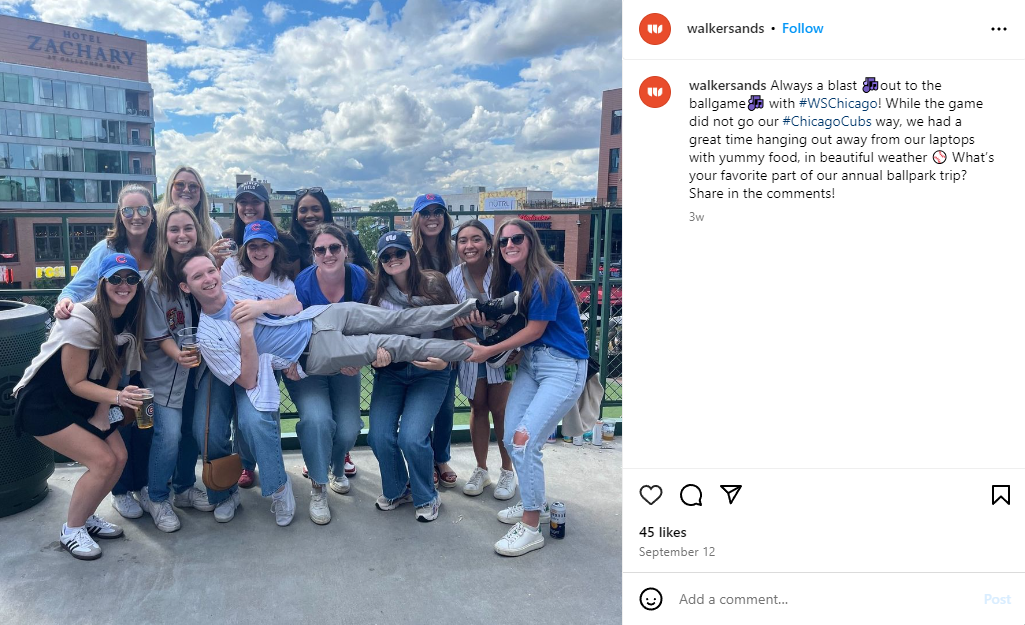 HOTEL
ZACHARY
walkersands • Follow
walkersands Always a blast 🎶out to the
ballgame🎶 with #WSChicago! While the game
did not go our #ChicagoCubs way, we had a
great time hanging out away from our laptops
with yummy food, in beautiful weather ⚾ What's
your favorite part of our annual ballpark trip?
Share in the comments!
3w
45 likes
September 12
Add a comment...
Post